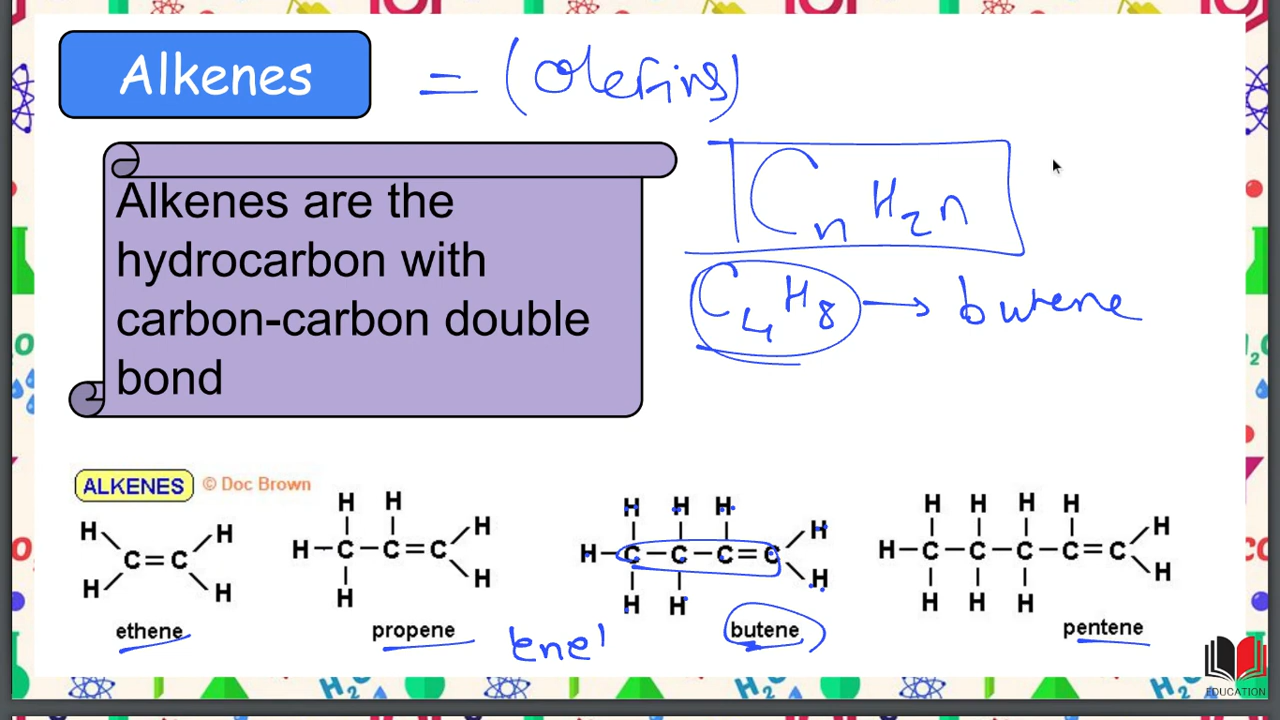 Alkenes = (Olefins)
Alkenes are the
hydrocarbon with
carbon-carbon double
bond
CnH2n
C4H8 → butene
ALKENES © Doc Brown
H H C=C H H
H H H H-C-C=C H H
H H H H-C-C-C=C H H H H
H H H H H-C-C-C-C=C H H H H H
ethene propene 'ene' butene pentene
EDUCATION